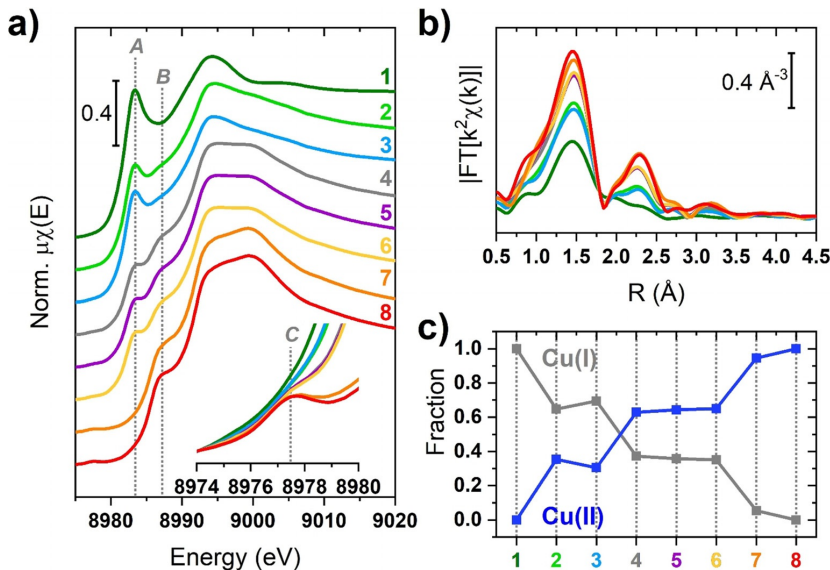 a)
A
B
0.4
1
2
3
4
5
6
7
8
Norm. μχ(E)
C
8974 8976 8978 8980
8980 8990 9000 9010 9020
Energy (eV)
b)
0.4 Å⁻³
|FT[k²χ(k)]|
0.5 1.0 1.5 2.0 2.5 3.0 3.5 4.0 4.5
R (Å)
c)
1.0
0.8
0.6
0.4
0.2
0.0
Fraction
Cu(I)
Cu(II)
1 2 3 4 5 6 7 8